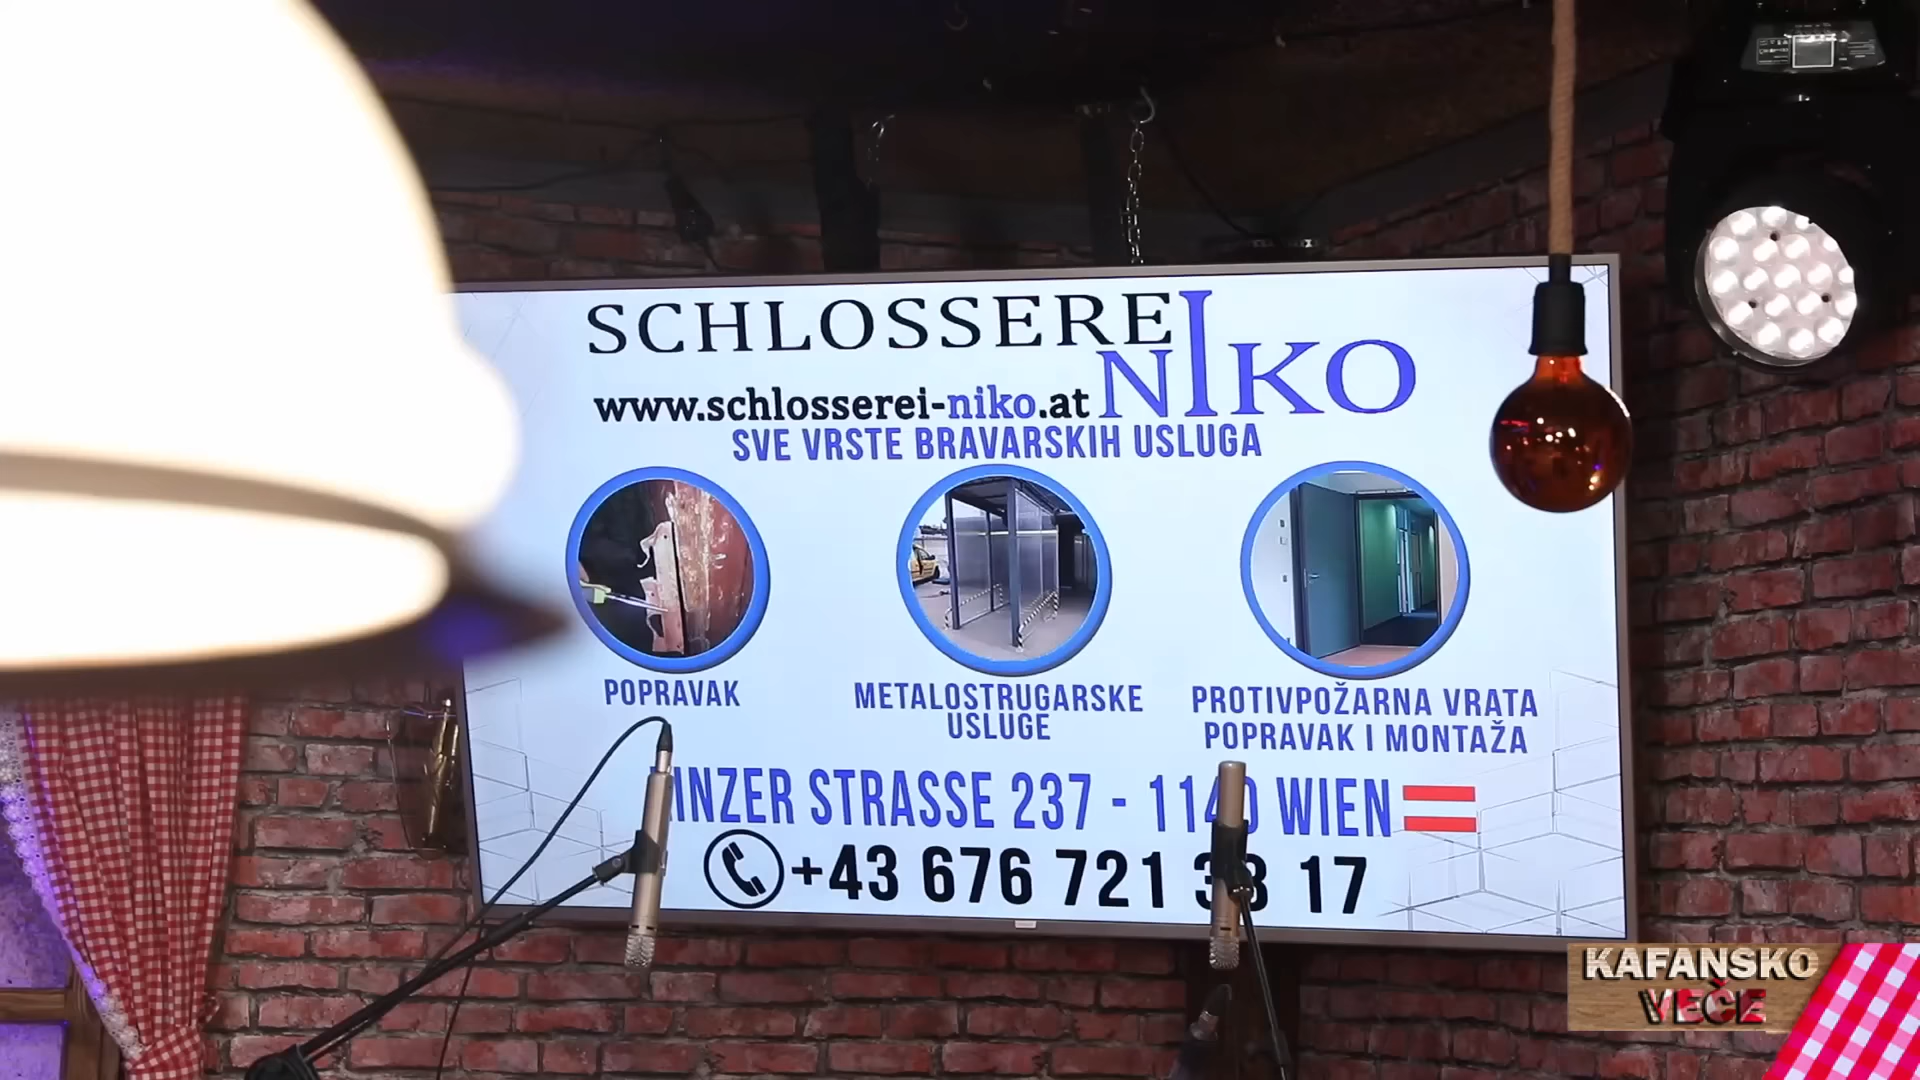 SCHLOSSEREI
NIKO
www.schlosserei-niko.at
SVE VRSTE BRAVARSKIH USLUGA
POPRAVAK
METALOSTRUGARSKE
USLUGE
PROTIVPOŽARNA VRATA
POPRAVAK I MONTAŽA
STRASSE 237 - WIEN
+43 676 721 17
KAFANSKO
VEČE